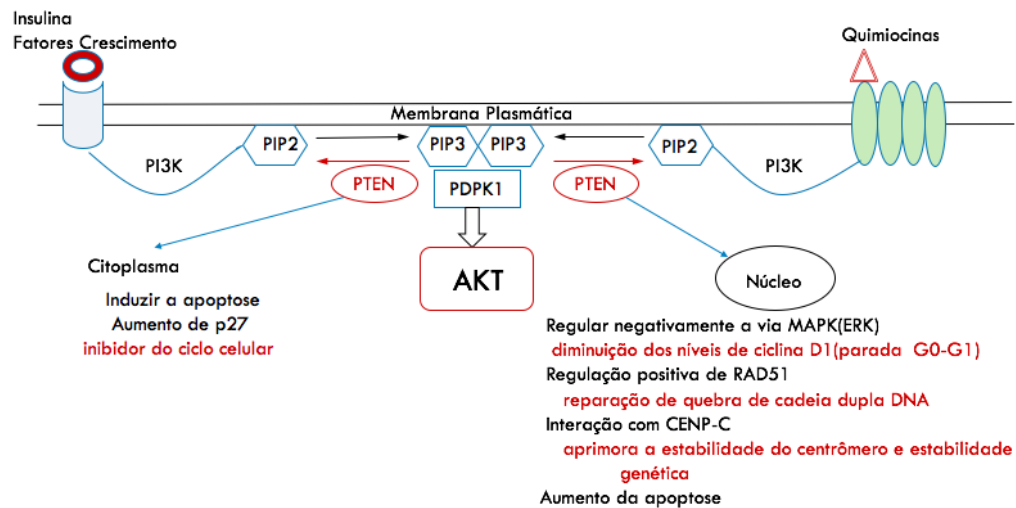 Insulina
Fatores Crescimento
Quimiocinas
Membrana Plasmática
PI3K
PIP2
PIP3
PIP3
PIP2
PI3K
PTEN
PDPK1
PTEN
AKT
Citoplasma
Induzir a apoptose
Aumento de p27
inibidor do ciclo celular
Núcleo
Regular negativamente a via MAPK(ERK)
diminuição dos níveis de ciclina D1(parada G0-G1)
Regulação positiva de RAD51
reparação de quebra de cadeia dupla DNA
Interação com CENP-C
aprimora a estabilidade do centrômero e estabilidade
genética
Aumento da apoptose